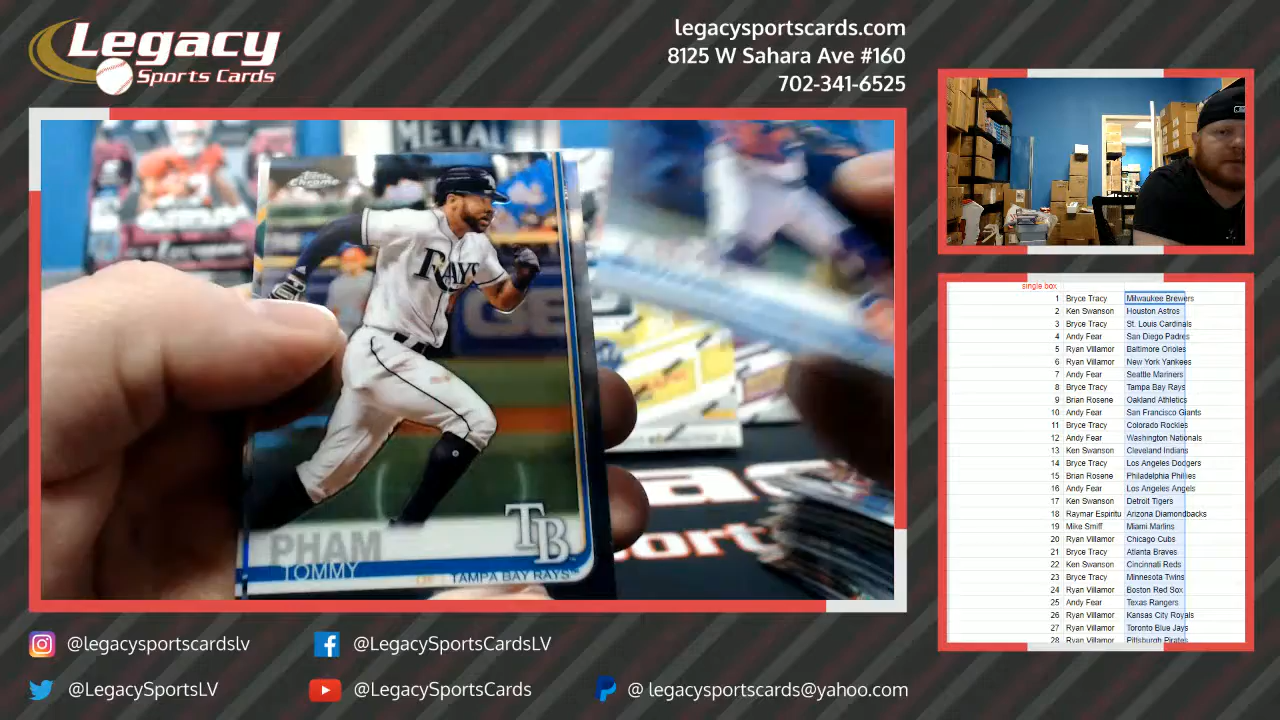 Legacy
Sports Cards
legacysportscards.com
8125 W Sahara Ave #160
702-341-6525
METAL
Topps
Chrome
RAYS
PHAM
TOMMY
TB
TAMPA BAY RAYS
ort
single box
1 Bryce Tracy Milwaukee Brewers
2 Ken Swanson Houston Astros
3 Bryce Tracy St. Louis Cardinals
4 Andy Fear San Diego Padres
5 Ryan Villamor Baltimore Orioles
6 Ryan Villamor New York Yankees
7 Andy Fear Seattle Mariners
8 Bryce Tracy Tampa Bay Rays
9 Brian Rosene Oakland Athletics
10 Andy Fear San Francisco Giants
11 Bryce Tracy Colorado Rockies
12 Andy Fear Washington Nationals
13 Ken Swanson Cleveland Indians
14 Bryce Tracy Los Angeles Dodgers
15 Brian Rosene Philadelphia Phillies
16 Andy Fear Los Angeles Angels
17 Ken Swanson Detroit Tigers
18 Raymar Espiritu Arizona Diamondbacks
19 Mike Smiff Miami Marlins
20 Ryan Villamor Chicago Cubs
21 Bryce Tracy Atlanta Braves
22 Ken Swanson Cincinnati Reds
23 Bryce Tracy Minnesota Twins
24 Ryan Villamor Boston Red Sox
25 Andy Fear Texas Rangers
26 Ryan Villamor Kansas City Royals
27 Ryan Villamor Toronto Blue Jays
28 Ryan Villamor Pittsburgh Pirates
@legacysportscardslv
@LegacySportsCardsLV
@LegacySportsLV
@LegacySportsCards
@ legacysportscards@yahoo.com